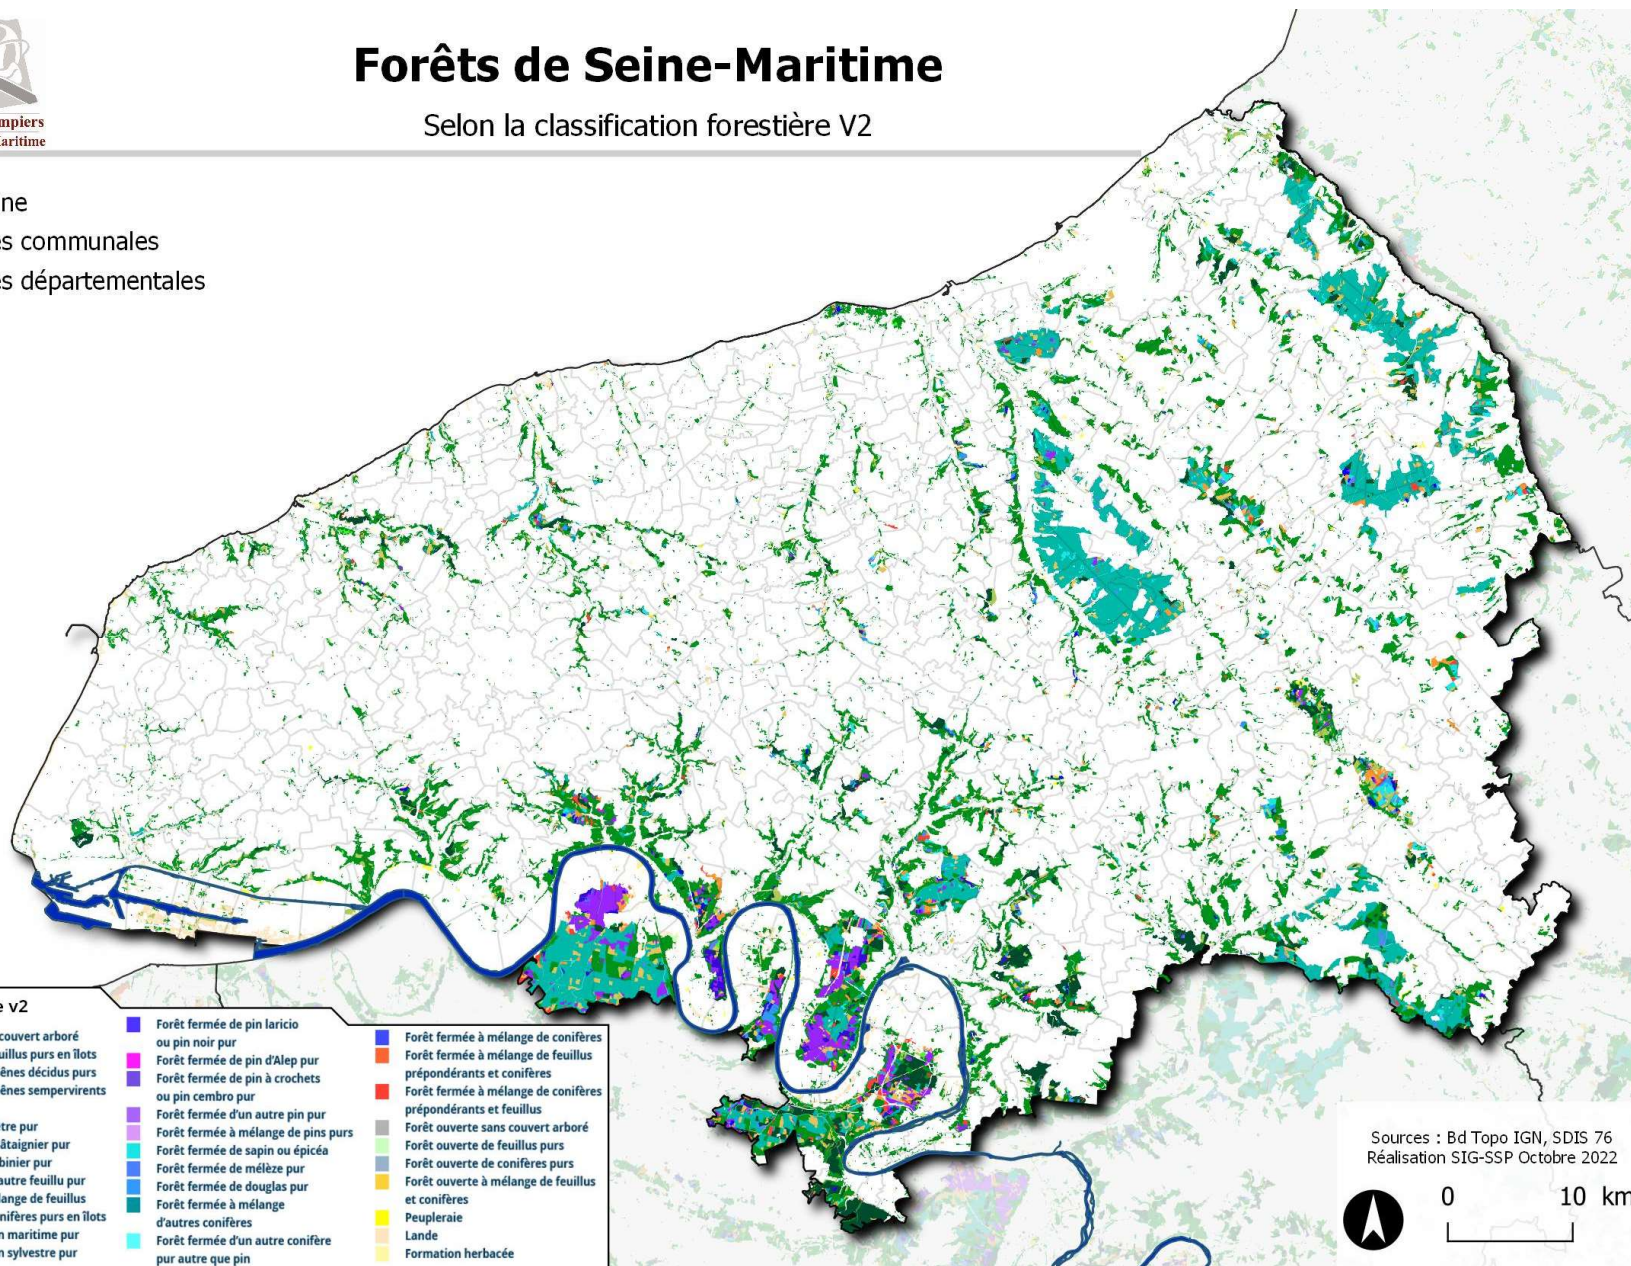 Forêts de Seine-Maritime
Selon la classification forestière V2
mpiers
aritime
ne
es communales
es départementales
e v2
couvert arboré
uillus purs en îlots
ênes décidus purs
ênes sempervirents
tre pur
âtaignier pur
binier pur
autre feuillu pur
lange de feuillus
nifères purs en îlots
n maritime pur
n sylvestre pur
Forêt fermée de pin laricio
ou pin noir pur
Forêt fermée de pin d'Alep pur
Forêt fermée de pin à crochets
ou pin cembro pur
Forêt fermée d'un autre pin pur
Forêt fermée à mélange de pins purs
Forêt fermée de sapin ou épicéa
Forêt fermée de mélèze pur
Forêt fermée de douglas pur
Forêt fermée à mélange
d'autres conifères
Forêt fermée d'un autre conifère
pur autre que pin
Forêt fermée à mélange de conifères
Forêt fermée à mélange de feuillus
prépondérants et conifères
Forêt fermée à mélange de conifères
prépondérants et feuillus
Forêt ouverte sans couvert arboré
Forêt ouverte de feuillus purs
Forêt ouverte de conifères purs
Forêt ouverte à mélange de feuillus
et conifères
Peupleraie
Lande
Formation herbacée
Sources : Bd Topo IGN, SDIS 76
Réalisation SIG-SSP Octobre 2022
0 10 km